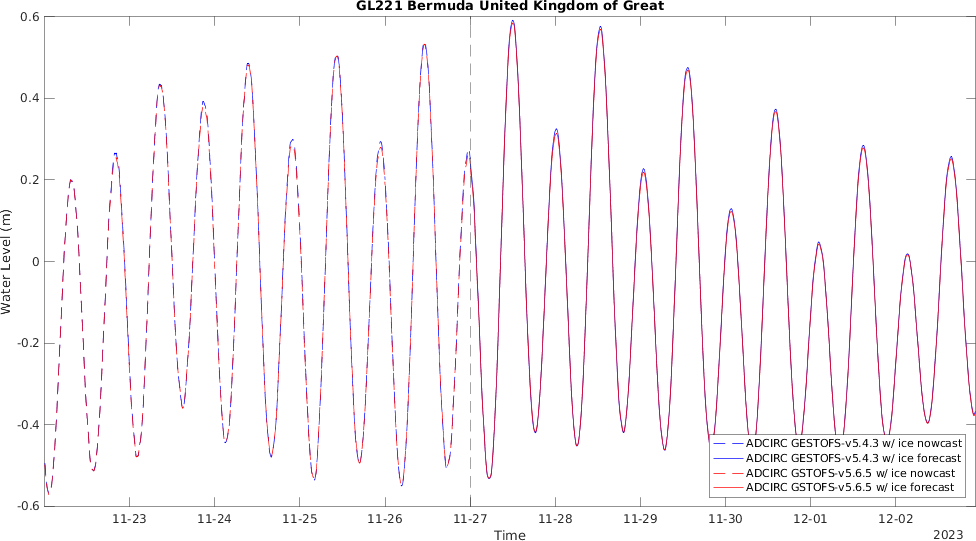 GL221 Bermuda United Kingdom of Great
0.6
0.4
0.2
0
-0.2
-0.4
-0.6
Water Level (m)
11-23
11-24
11-25
11-26
11-27
11-28
11-29
11-30
12-01
12-02
Time
2023
ADCIRC GESTOFS-v5.4.3 w/ ice nowcast
ADCIRC GESTOFS-v5.4.3 w/ ice forecast
ADCIRC GSTOFS-v5.6.5 w/ ice nowcast
ADCIRC GSTOFS-v5.6.5 w/ ice forecast